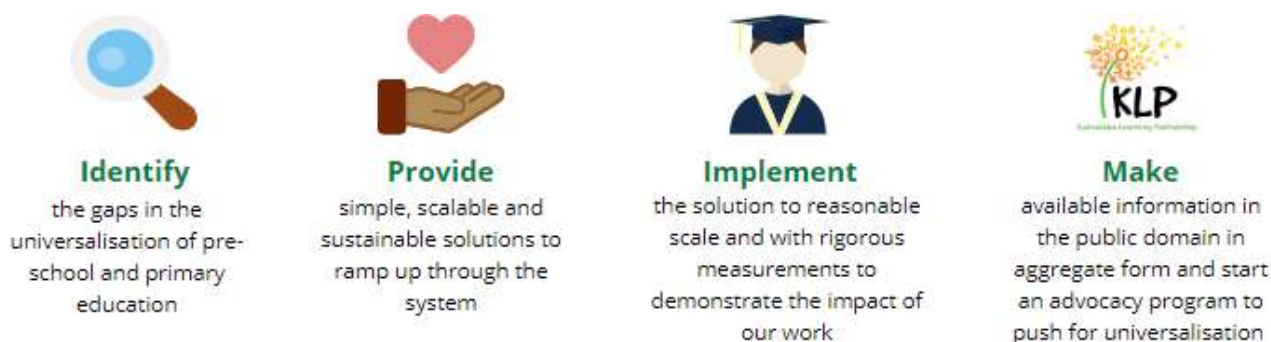 KLP
Karnataka Learning Partnership
Identify
the gaps in the
universalisation of pre-
school and primary
education
Provide
simple, scalable and
sustainable solutions to
ramp up through the
system
Implement
the solution to reasonable
scale and with rigorous
measurements to
demonstrate the impact of
our work
Make
available information in
the public domain in
aggregate form and start
an advocacy program to
push for universalisation